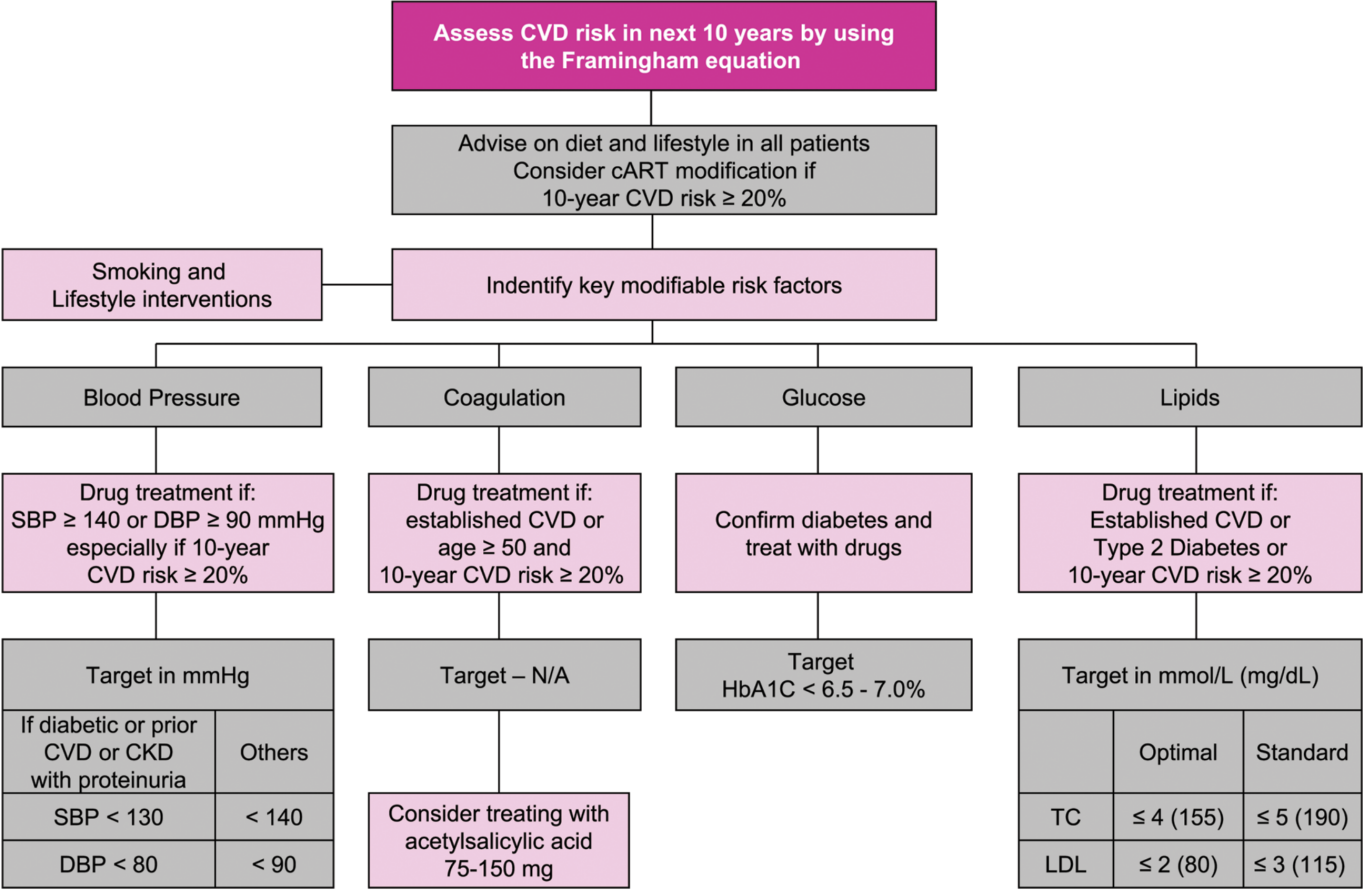 Assess CVD risk in next 10 years by using
the Framingham equation
Advise on diet and lifestyle in all patients
Consider cART modification if
10-year CVD risk ≥ 20%
Smoking and
Lifestyle interventions
Indentify key modifiable risk factors
Blood Pressure
Coagulation
Glucose
Lipids
Drug treatment if:
SBP ≥ 140 or DBP ≥ 90 mmHg
especially if 10-year
CVD risk ≥ 20%
Drug treatment if:
established CVD or
age ≥ 50 and
10-year CVD risk ≥ 20%
Confirm diabetes and
treat with drugs
Drug treatment if:
Established CVD or
Type 2 Diabetes or
10-year CVD risk ≥ 20%
Target in mmHg
Target – N/A
Target
HbA1C < 6.5 - 7.0%
Target in mmol/L (mg/dL)
If diabetic or prior
CVD or CKD
with proteinuria
Others
SBP < 130
< 140
DBP < 80
< 90
Consider treating with
acetylsalicylic acid
75-150 mg
Optimal
Standard
TC
≤ 4 (155)
≤ 5 (190)
LDL
≤ 2 (80)
≤ 3 (115)